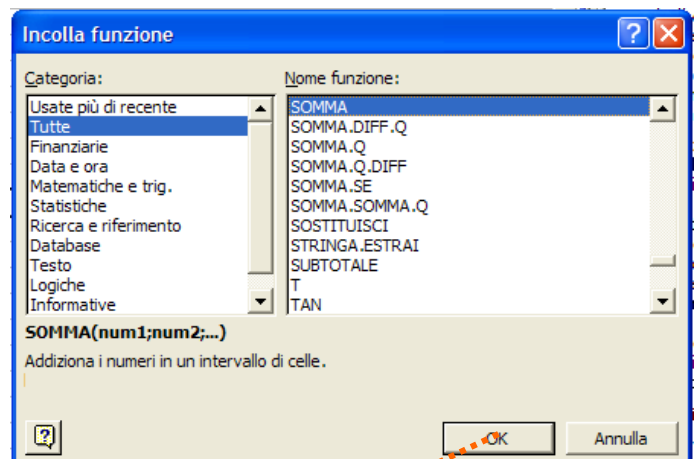 Incolla funzione
Categoria:
Usate più di recente
Tutte
Finanziarie
Data e ora
Matematiche e trig.
Statistiche
Ricerca e riferimento
Database
Testo
Logiche
Informative
Nome funzione:
SOMMA
SOMMA.DIFF.Q
SOMMA.Q
SOMMA.Q.DIFF
SOMMA.SE
SOMMA.SOMMA.Q
SOSTITUISCI
STRINGA.ESTRAI
SUBTOTALE
T
TAN
SOMMA(num1;num2;...)
Addiziona i numeri in un intervallo di celle.
OK
Annulla